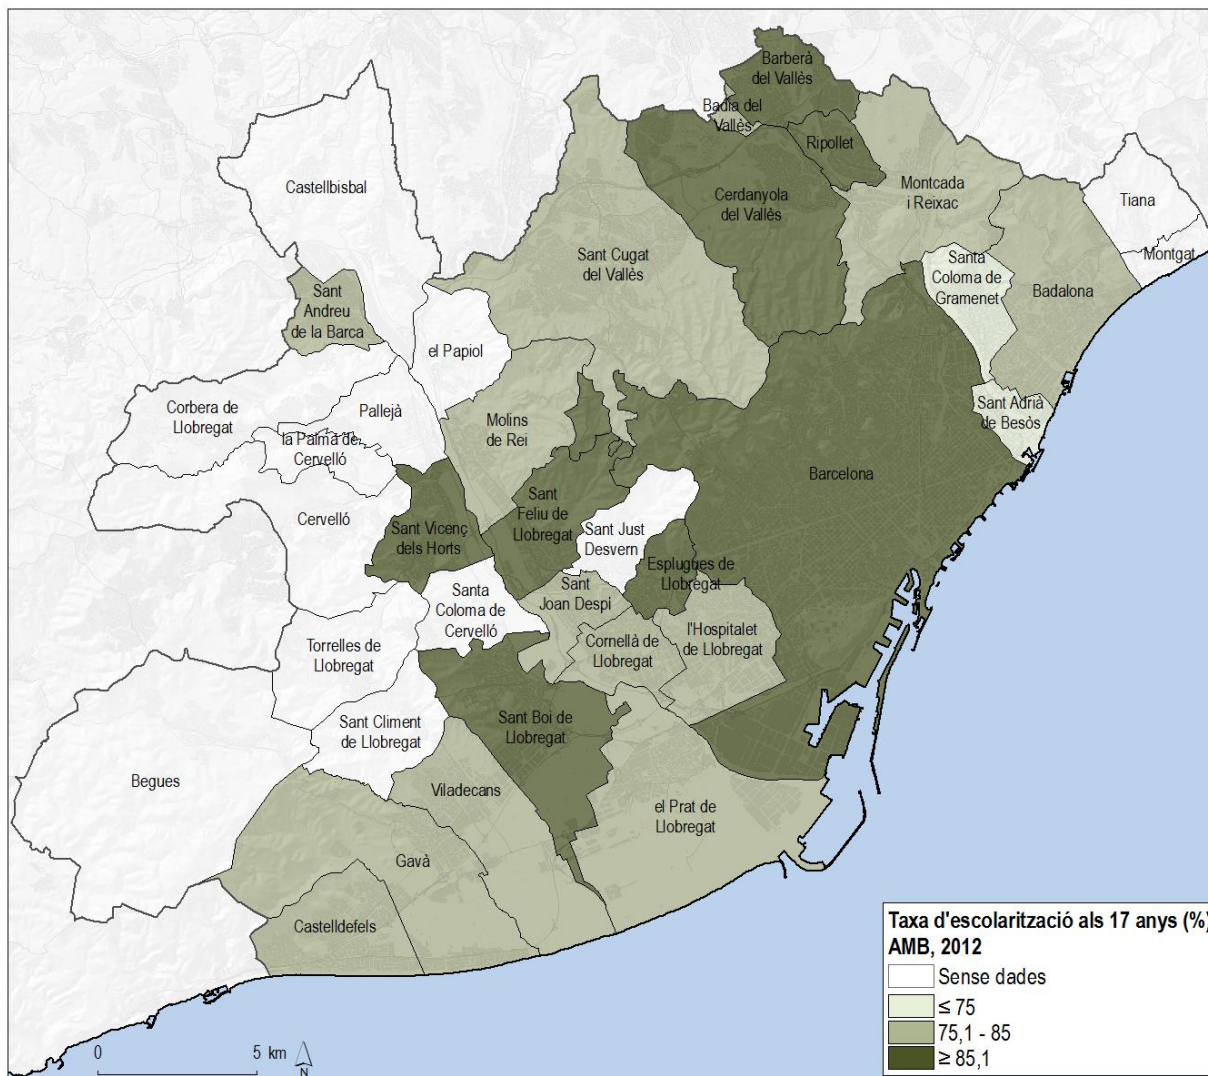 Barberà
del Vallès
Badia del
Vallès
Ripollet
Castellbisbal
Cerdanyola
del Vallès
Montcada
i Reixac
Tiana
Montgat
Sant Cugat
del Vallès
Santa
Coloma de
Gramenet
Badalona
Sant
Andreu
de la Barca
el Papiol
Corbera de
Llobregat
Pallejà
Molins
de Rei
Sant Adrià
de Besòs
la Palma de
Cervelló
Barcelona
Cervelló
Sant Vicenç
dels Horts
Sant
Feliu de
Llobregat
Sant Just
Desvern
Esplugues de
Llobregat
Santa
Coloma de
Cervelló
Sant
Joan Despí
Torrelles de
Llobregat
Cornellà de
Llobregat
l'Hospitalet
de Llobregat
Sant Climent
de Llobregat
Sant Boi de
Llobregat
Begues
Viladecans
el Prat de
Llobregat
Gavà
Castelldefels
Taxa d'escolarització als 17 anys (%)
AMB, 2012
Sense dades
≤ 75
75,1 - 85
≥ 85,1
0 5 km
N